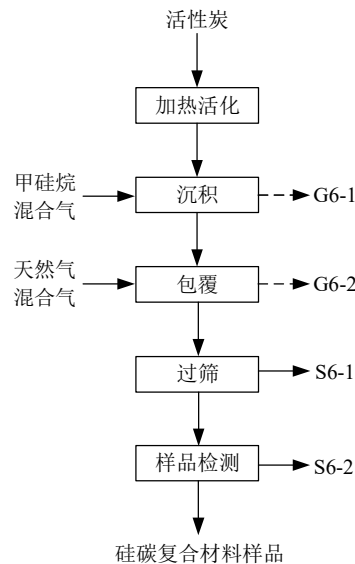 活性炭
加热活化
甲硅烷
混合气
沉积
G6-1
天然气
混合气
包覆
G6-2
过筛
S6-1
样品检测
S6-2
硅碳复合材料样品